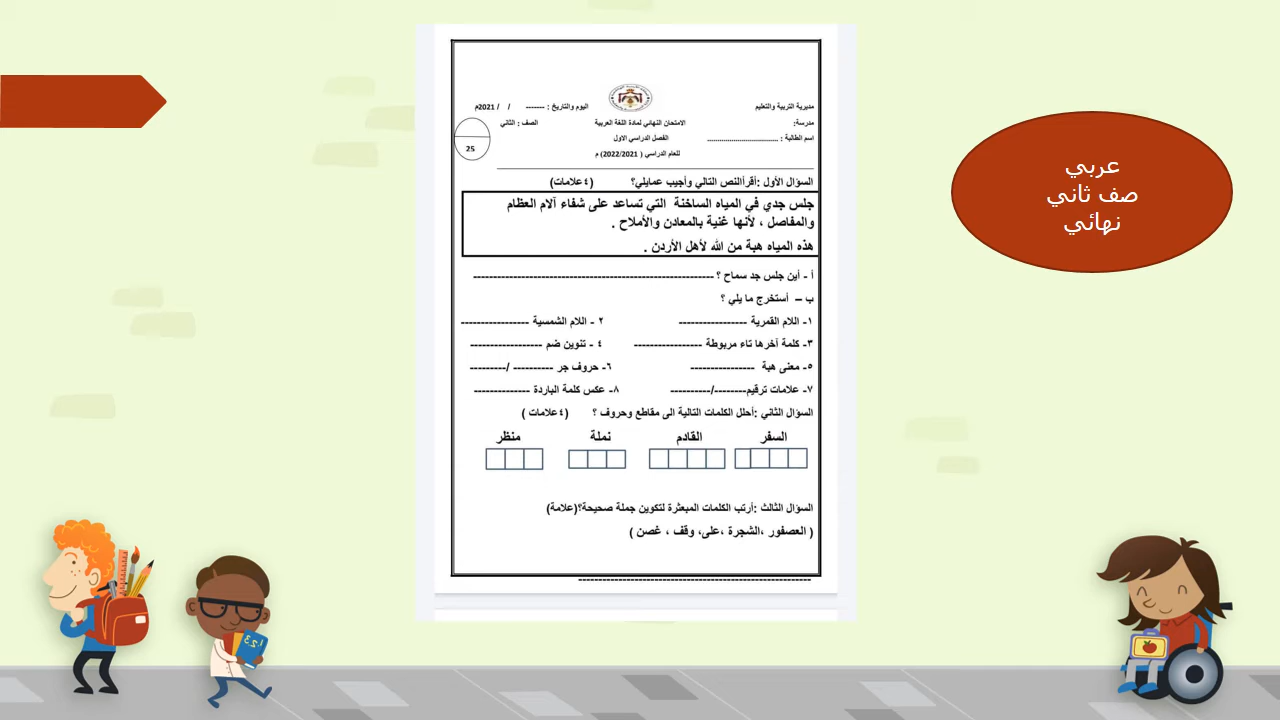 عربي
صف ثاني
نهائي
مديرية التربية والتعليم
اليوم والتاريخ : ------- / / 2021م
مدرسة: الامتحان النهائي لمادة اللغة العربية الصف : الثاني
اسم الطالبة : ................................ الفصل الدراسي الاول
للعام الدراسي ( 2022/2021) م
25
السؤال الأول :أقرأالنص التالي وأجيب عمايلي؟ (٤علامات)
جلس جدي في المياه الساخنة التي تساعد على شفاء آلام العظام
والمفاصل ، لأنها غنية بالمعادن والأملاح .
هذه المياه هبة من الله لأهل الأردن .
أ - أين جلس جد سماح ؟ ------------------------------------------------------------
ب – أستخرج ما يلي ؟
١- اللام القمرية ----------------- ٢ - اللام الشمسية -----------------
٣- كلمة آخرها تاء مربوطة ----------------- ٤ - تنوين ضم ------------------
٥- معنى هبة ---------------- ٦- حروف جر ---------- /---------
٧- علامات ترقيم--------/---------- ٨- عكس كلمة الباردة --------------
السؤال الثاني :أحلل الكلمات التالية الى مقاطع وحروف ؟ (٤علامات )
السفر القادم نملة منظر
السؤال الثالث :أرتب الكلمات المبعثرة لتكوين جملة صحيحة؟(علامة)
( العصفور ،الشجرة ،على، وقف ، غصن )
----------------------------------------------------------